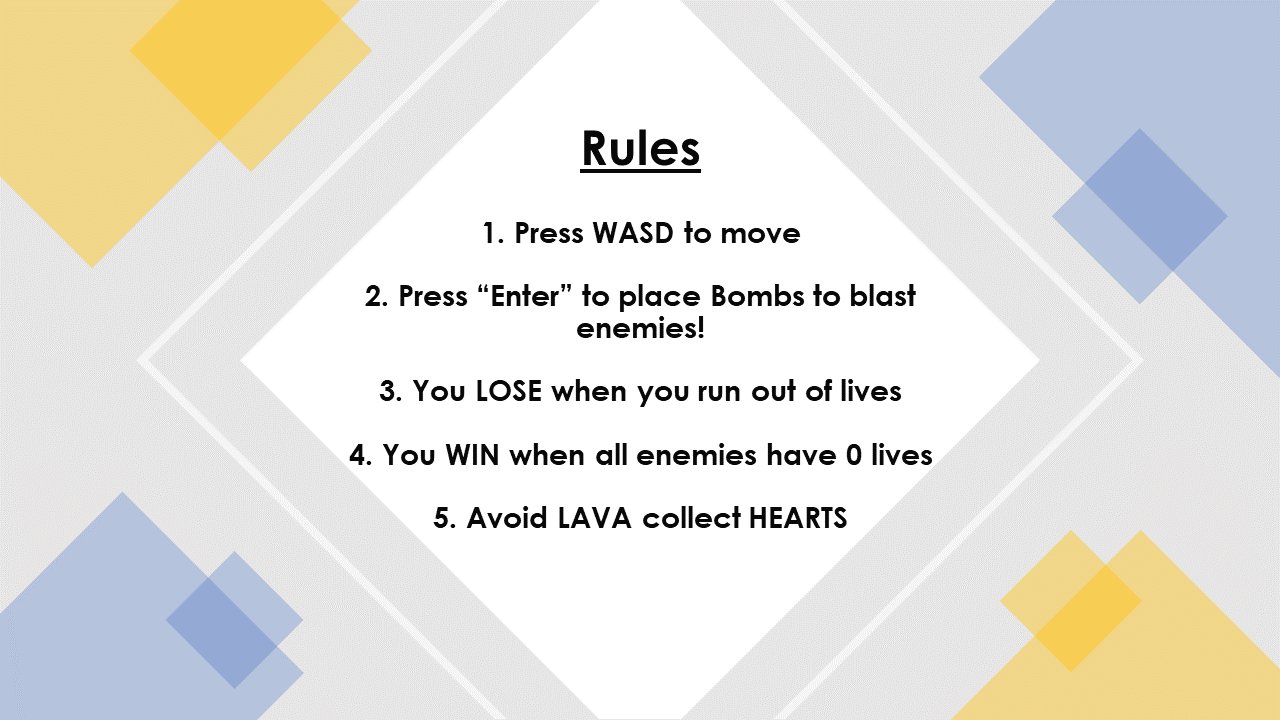 Rules
1. Press WASD to move
2. Press “Enter” to place Bombs to blast
enemies!
3. You LOSE when you run out of lives
4. You WIN when all enemies have 0 lives
5. Avoid LAVA collect HEARTS